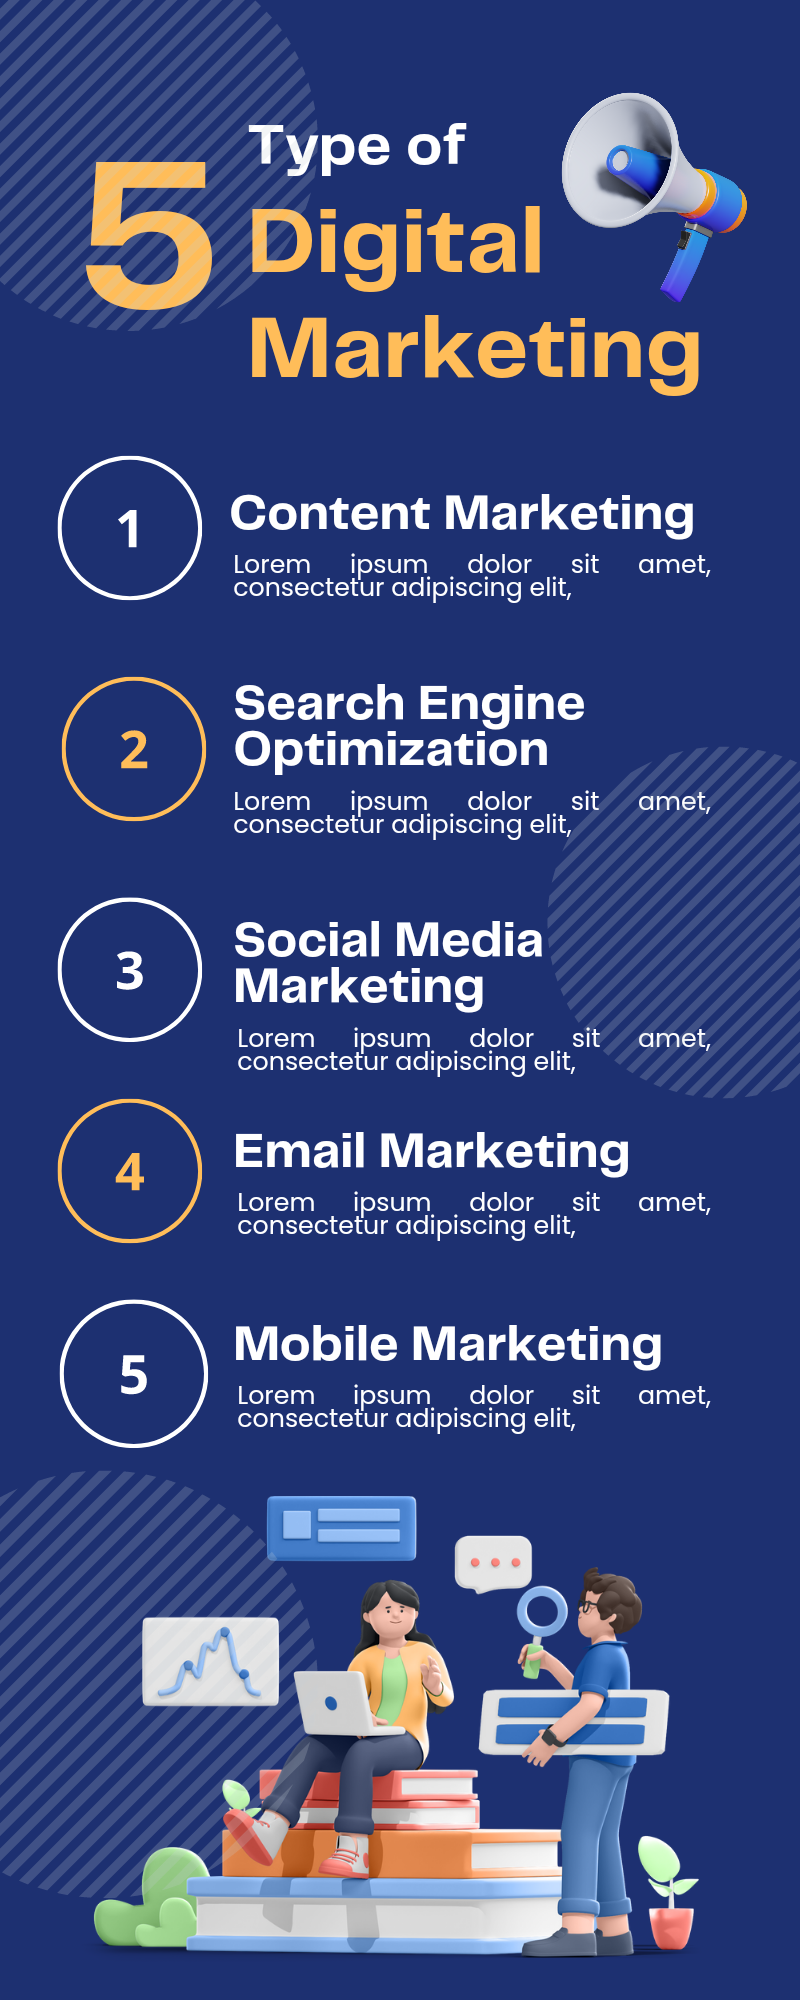 5
Type of
Digital
Marketing
1
Content Marketing
Lorem ipsum dolor sit amet,
consectetur adipiscing elit,
2
Search Engine
Optimization
Lorem ipsum dolor sit amet,
consectetur adipiscing elit,
3
Social Media
Marketing
Lorem ipsum dolor sit amet,
consectetur adipiscing elit,
4
Email Marketing
Lorem ipsum dolor sit amet,
consectetur adipiscing elit,
5
Mobile Marketing
Lorem ipsum dolor sit amet,
consectetur adipiscing elit,